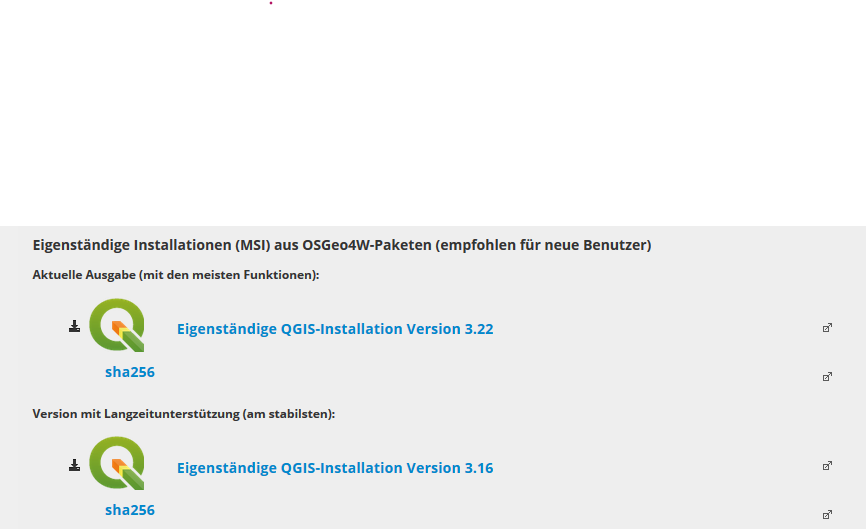 Eigenständige Installationen (MSI) aus OSGeo4W-Paketen (empfohlen für neue Benutzer)
Aktuelle Ausgabe (mit den meisten Funktionen):
Eigenständige QGIS-Installation Version 3.22
sha256
Version mit Langzeitunterstützung (am stabilsten):
Eigenständige QGIS-Installation Version 3.16
sha256